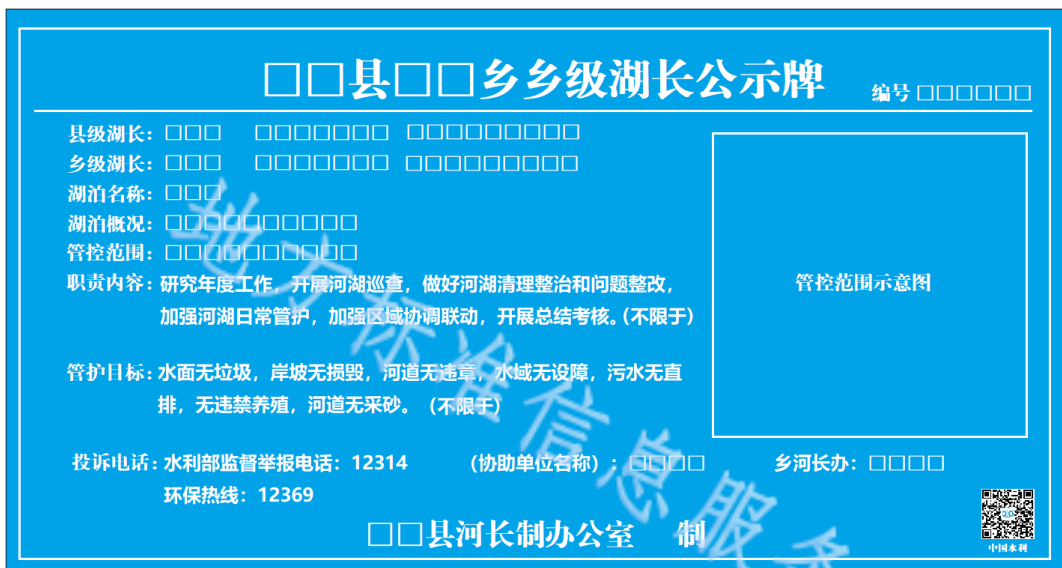 □□县□□乡乡级湖长公示牌
编号□□□□□□
县级湖长：□□□ □□□□□□□ □□□□□□□□□
乡级湖长：□□□ □□□□□□□ □□□□□□□□□
湖泊名称：□□□
湖泊概况：□□□□□□□□□□
管控范围：□□□□□□□□□□
职责内容：研究年度工作，开展河湖巡查，做好河湖清理整治和问题整改，
加强河湖日常管护，加强区域协调联动，开展总结考核。（不限于）
管控范围示意图
管护目标：水面无垃圾，岸坡无损毁，河道无违章，水域无设障，污水无直
排，无违禁养殖，河道无采砂。（不限于）
投诉电话：水利部监督举报电话：12314 （协助单位名称）：□□□□ 乡河长办：□□□□
环保热线：12369
□□县河长制办公室 制
中国水利
地方标准信息服务